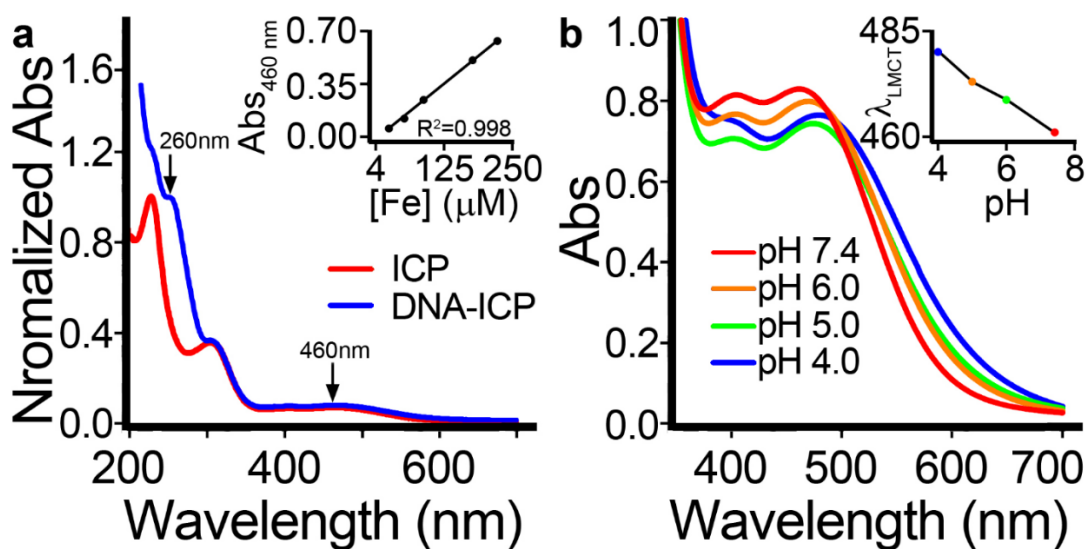 a
Nromalized Abs
1.6
1.2
0.8
0.4
0.0
200
400
600
Wavelength (nm)
260nm
460nm
ICP
DNA-ICP
Abs460 nm
0.70
0.35
0.00
R²=0.998
4
125
250
[Fe] (μM)
b
Abs
1.0
0.8
0.6
0.4
0.2
0.0
400
500
600
700
Wavelength (nm)
pH 7.4
pH 6.0
pH 5.0
pH 4.0
λLMCT
485
460
4
6
8
pH